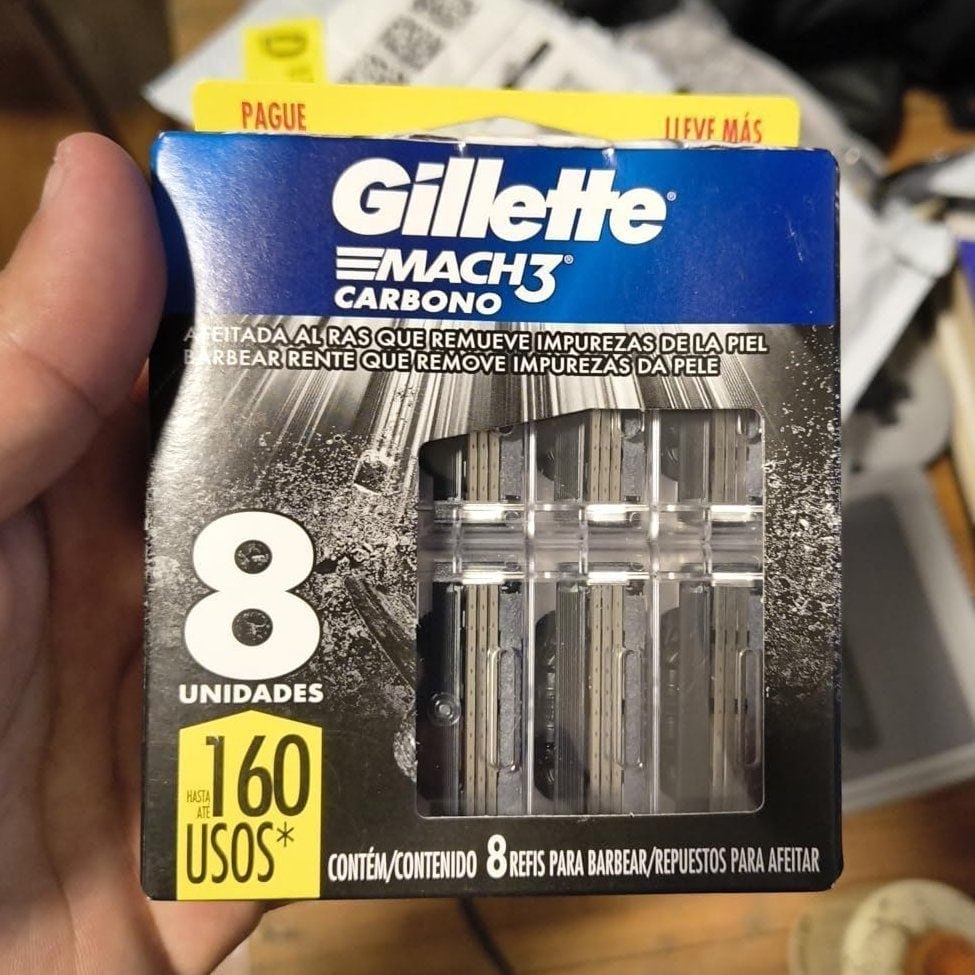 PAGUE
LLEVE MÁS
Gillette®
MACH3®
CARBONO
AFEITADA AL RAS QUE REMUEVE IMPUREZAS DE LA PIEL
BARBEAR RENTE QUE REMOVE IMPUREZAS DA PELE
8
UNIDADES
HASTA
ATÉ
160
USOS*
CONTÉM/CONTENIDO 8 REFIS PARA BARBEAR/REPUESTOS PARA AFEITAR